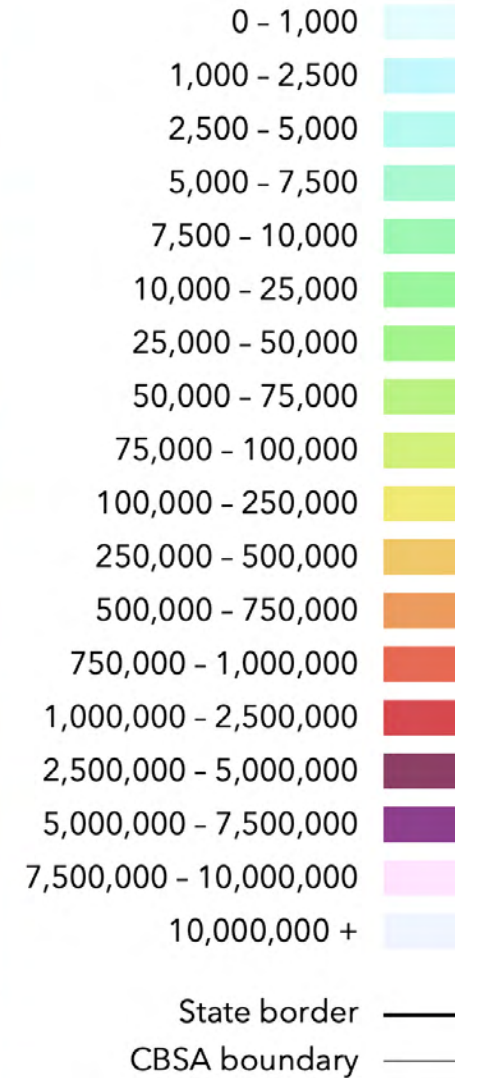 0 – 1,000
1,000 – 2,500
2,500 – 5,000
5,000 – 7,500
7,500 – 10,000
10,000 – 25,000
25,000 – 50,000
50,000 – 75,000
75,000 – 100,000
100,000 – 250,000
250,000 – 500,000
500,000 – 750,000
750,000 – 1,000,000
1,000,000 – 2,500,000
2,500,000 – 5,000,000
5,000,000 – 7,500,000
7,500,000 – 10,000,000
10,000,000 +
State border
CBSA boundary